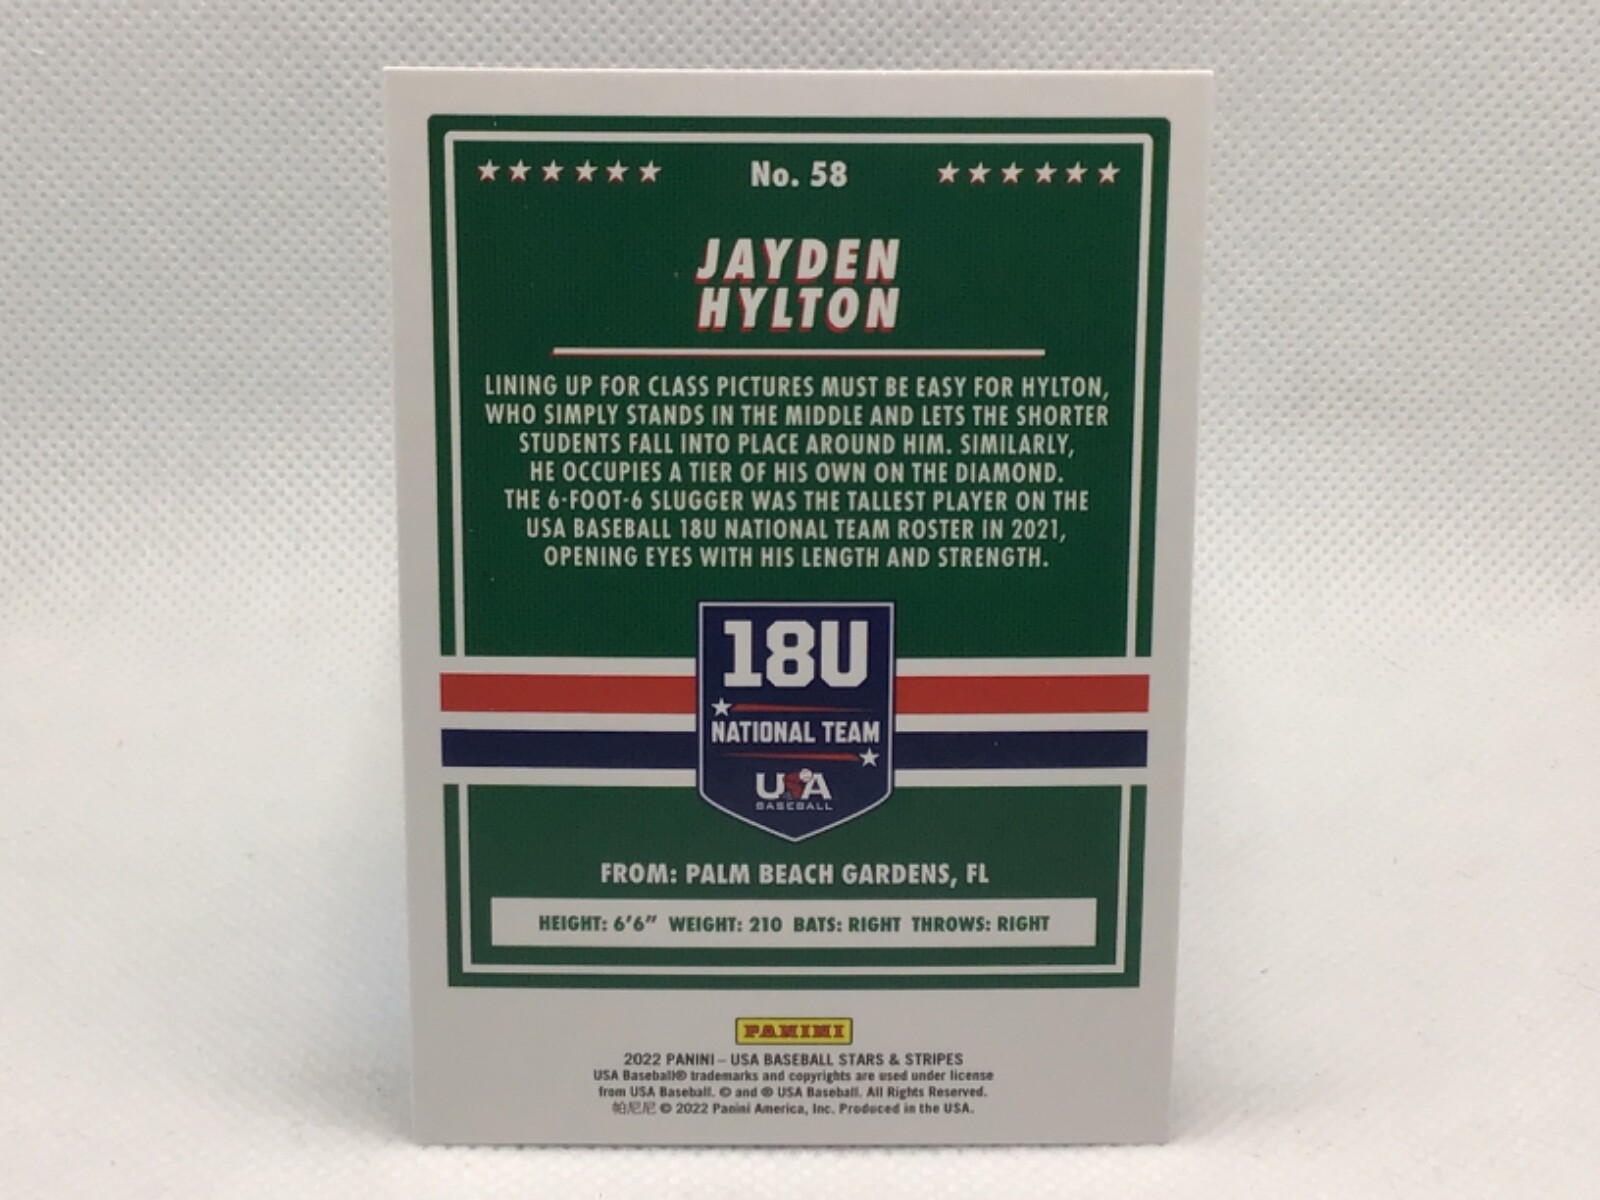 No. 58
JAYDEN
HYLTON
LINING UP FOR CLASS PICTURES MUST BE EASY FOR HYLTON,
WHO SIMPLY STANDS IN THE MIDDLE AND LETS THE SHORTER
STUDENTS FALL INTO PLACE AROUND HIM. SIMILARLY,
HE OCCUPIES A TIER OF HIS OWN ON THE DIAMOND.
THE 6-FOOT-6 SLUGGER WAS THE TALLEST PLAYER ON THE
USA BASEBALL 18U NATIONAL TEAM ROSTER IN 2021,
OPENING EYES WITH HIS LENGTH AND STRENGTH.
18U
NATIONAL TEAM
USA
BASEBALL
FROM: PALM BEACH GARDENS, FL
HEIGHT: 6'6" WEIGHT: 210 BATS: RIGHT THROWS: RIGHT
PANINI
2022 PANINI – USA BASEBALL STARS & STRIPES
USA Baseball® trademarks and copyrights are used under license
from USA Baseball. © and ® USA Baseball. All Rights Reserved.
帕尼尼 © 2022 Panini America, Inc. Produced in the USA.